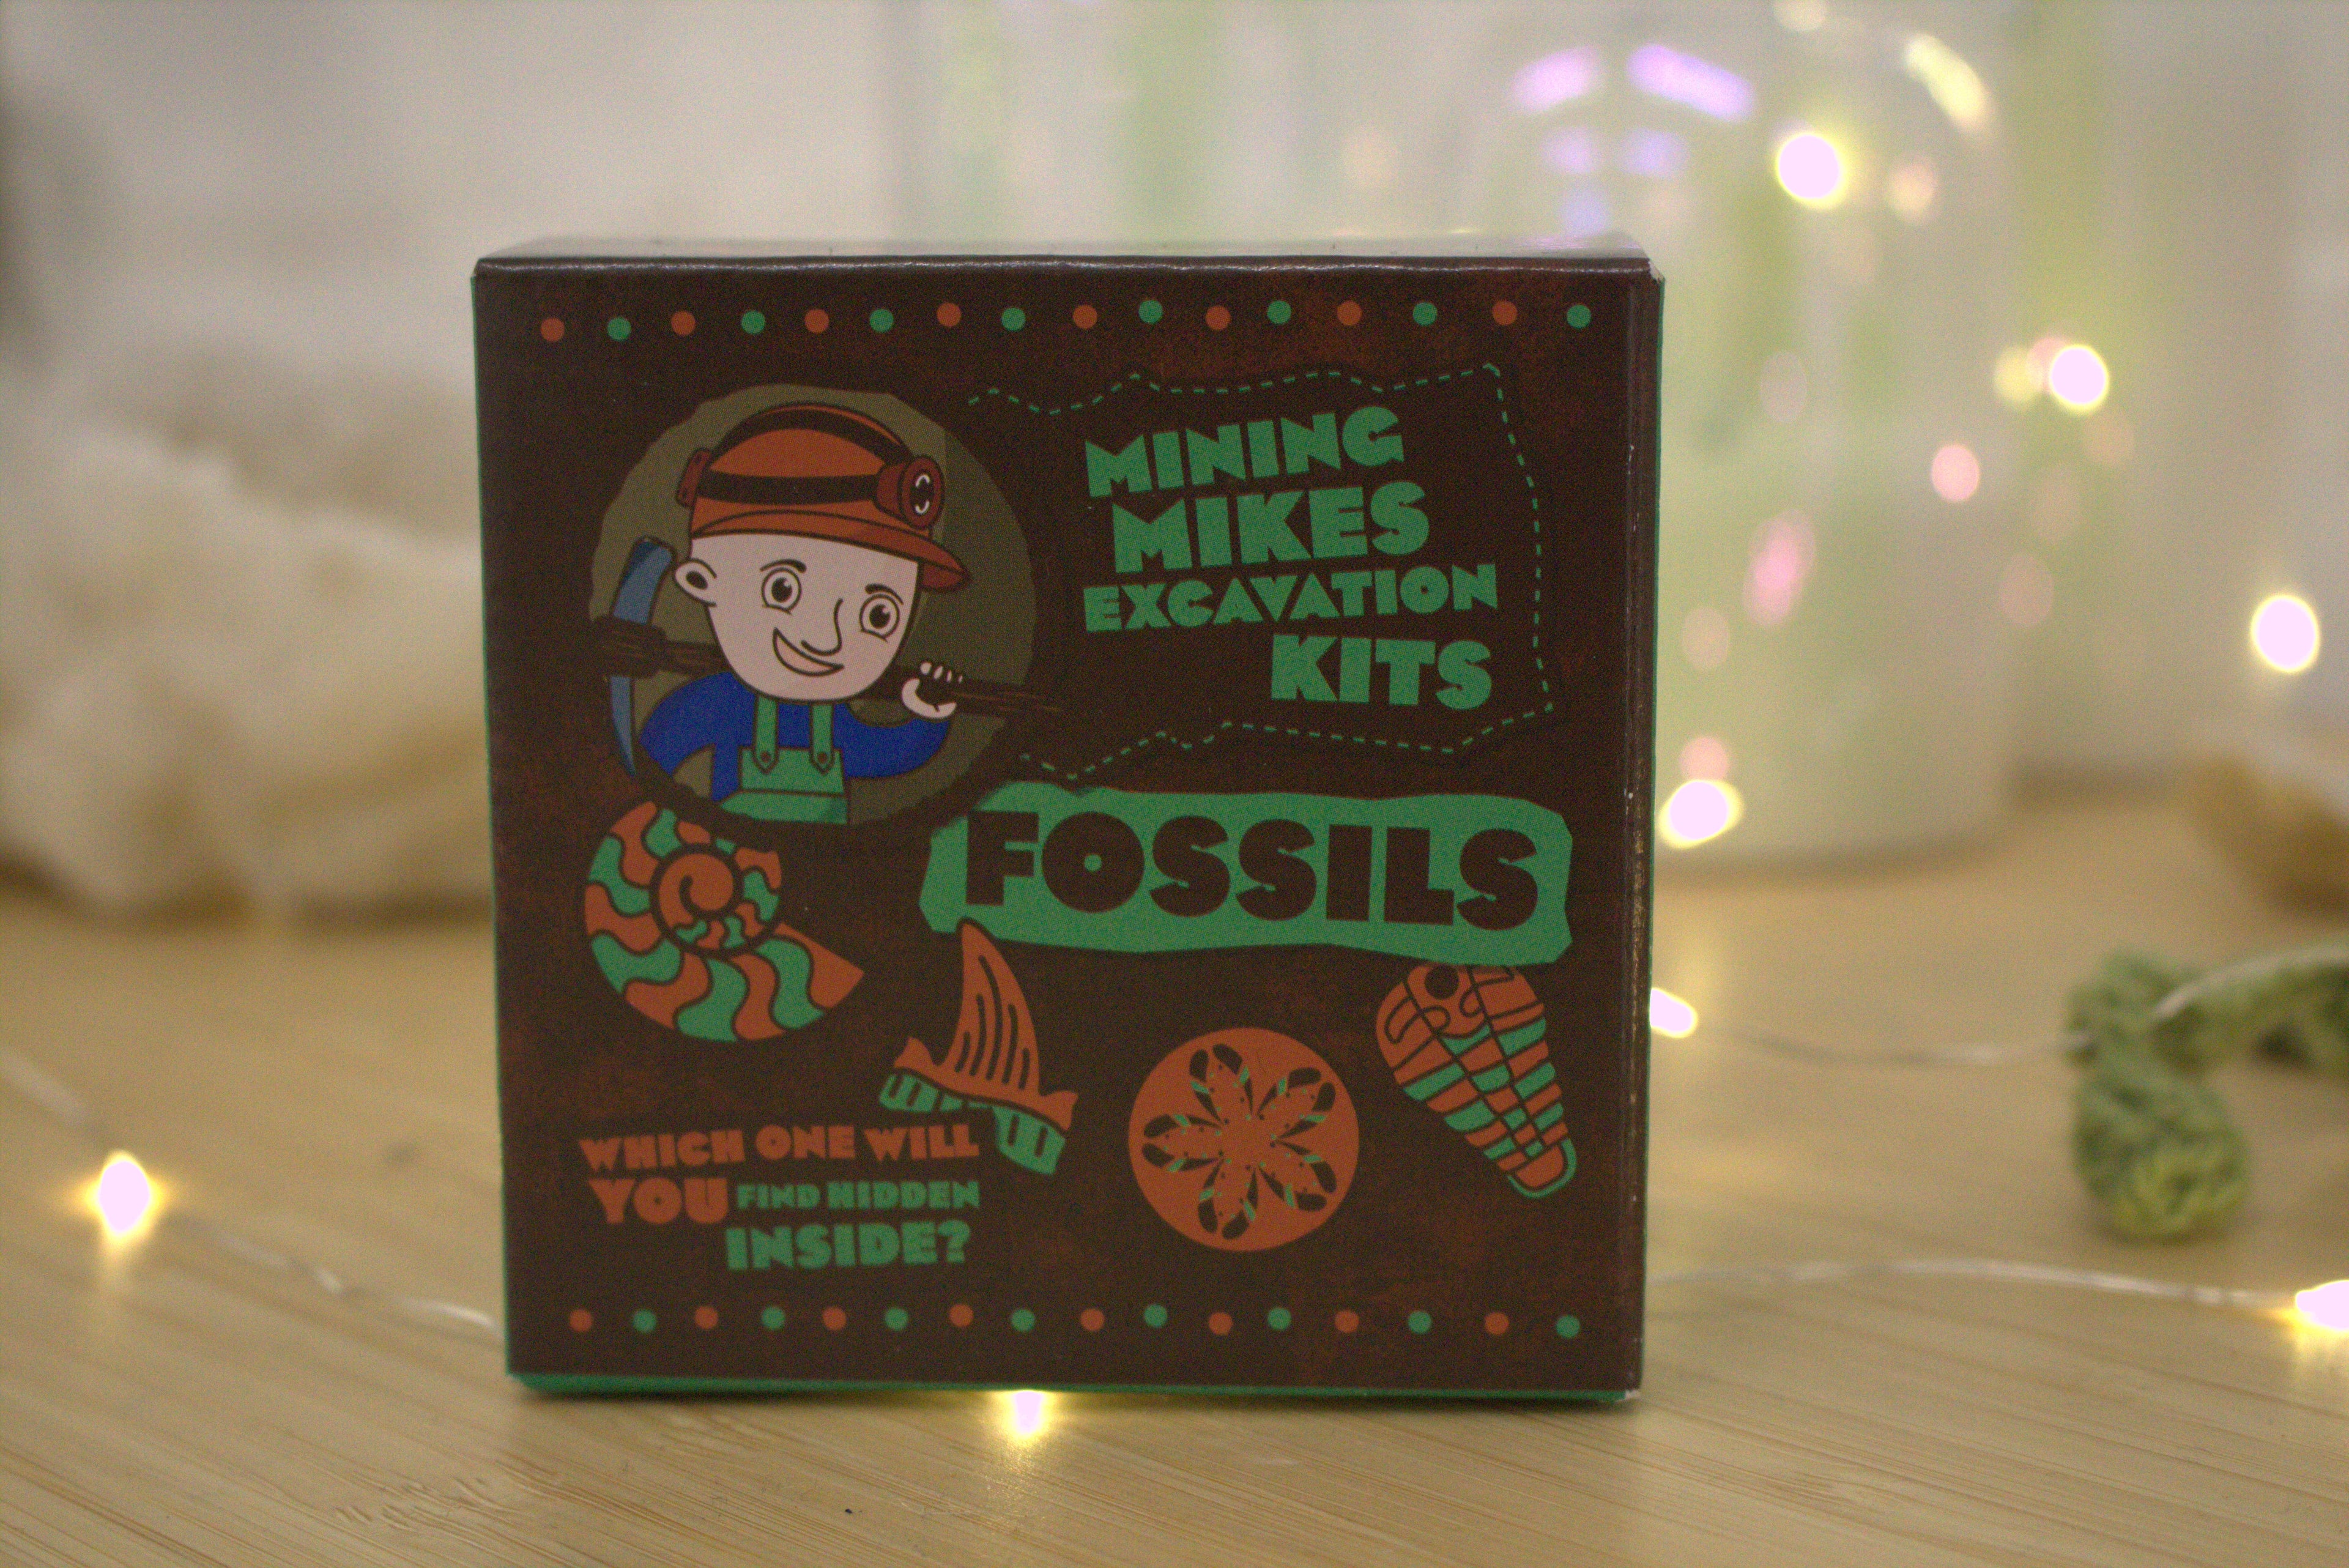 MINING
MIKES
EXCAVATION
KITS
FOSSILS
WHICH ONE WILL
YOU FIND HIDDEN
INSIDE?